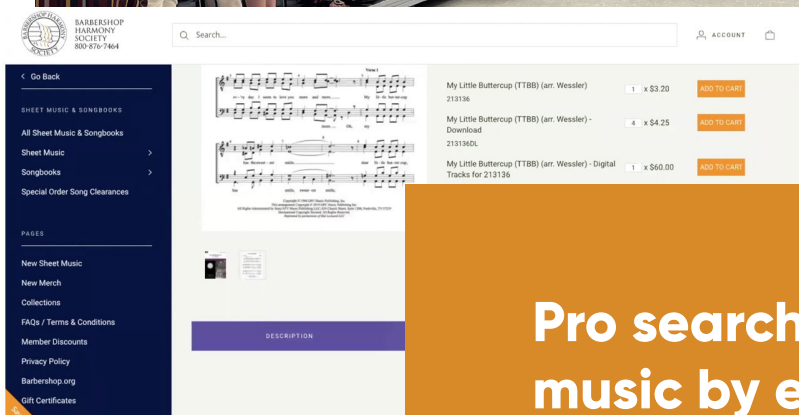 BARBERSHOP
HARMONY
SOCIETY
800-876-7464
Search...
ACCOUNT
Go Back
SHEET MUSIC & SONGBOOKS
All Sheet Music & Songbooks
Sheet Music
Songbooks
Special Order Song Clearances
PAGES
New Sheet Music
New Merch
Collections
FAQs / Terms & Conditions
Member Discounts
Privacy Policy
Barbershop.org
Gift Certificates
Verse 1
DESCRIPTION
My Little Buttercup (TTBB) (arr. Wessler) 1 x $3.20 ADD TO CART
213136
My Little Buttercup (TTBB) (arr. Wessler) - 4 x $4.25 ADD TO CART
Download
213136DL
My Little Buttercup (TTBB) (arr. Wessler) - Digital 1 x $60.00 ADD TO CART
Tracks for 213136
Pro search
music by e